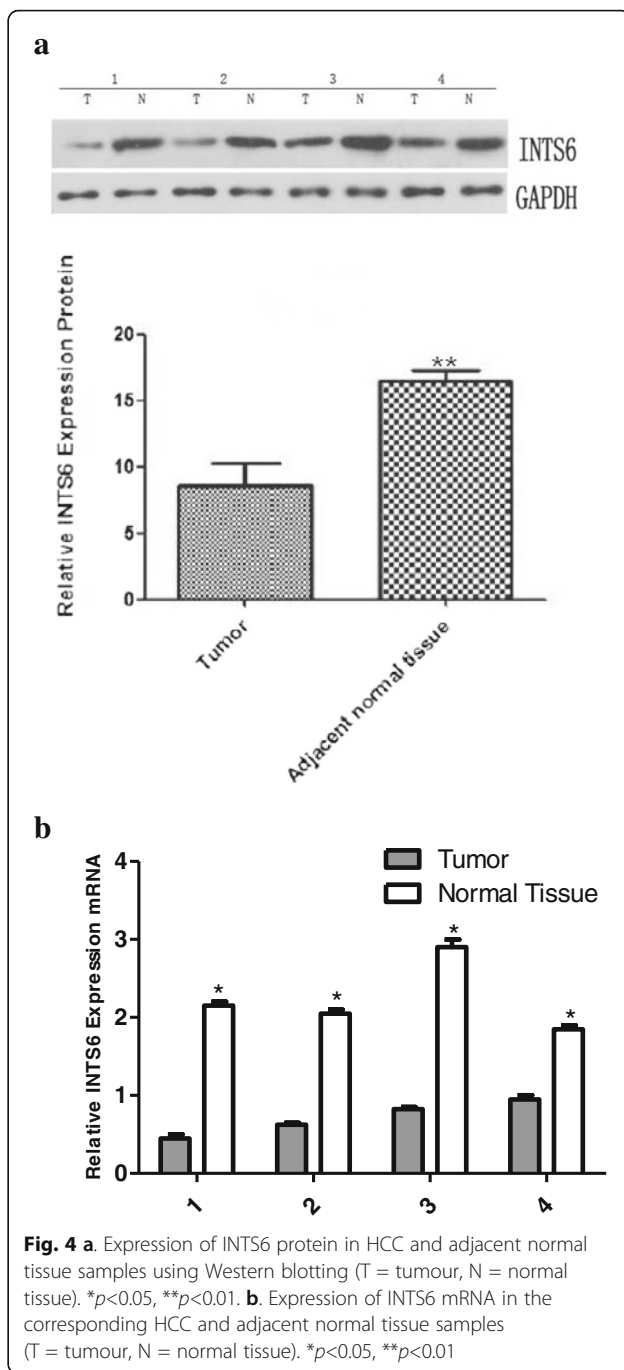 a
1 2 3 4
T N T N T N T N
INTS6
GAPDH
Relative INTS6 Expression Protein
20
15
10
5
0
**
Tumor
Adjacent normal tissue
b
Relative INTS6 Expression mRNA
4
3
2
1
0
Tumor
Normal Tissue
* * * *
1 2 3 4
Fig. 4 a. Expression of INTS6 protein in HCC and adjacent normal
tissue samples using Western blotting (T = tumour, N = normal
tissue). *p<0.05, **p<0.01. b. Expression of INTS6 mRNA in the
corresponding HCC and adjacent normal tissue samples
(T = tumour, N = normal tissue). *p<0.05, **p<0.01